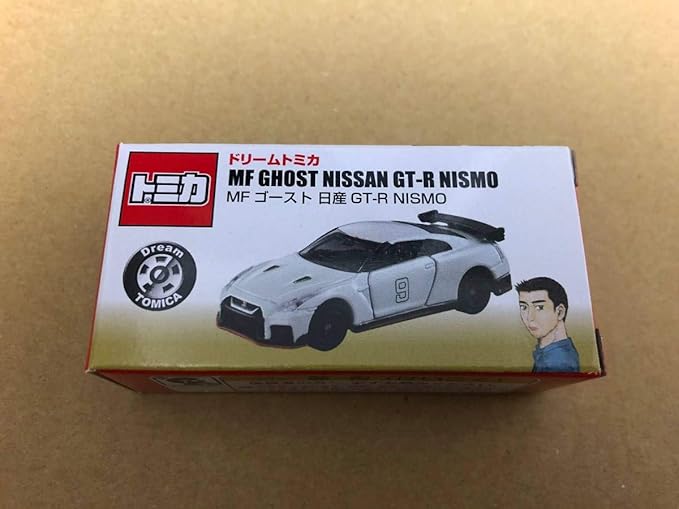 トミカ
®
ドリームトミカ
MF GHOST NISSAN GT-R NISMO
MF ゴースト 日産 GT-R NISMO
Dream
TOMICA
9